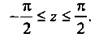 -π/2 ≤ z ≤ π/2.